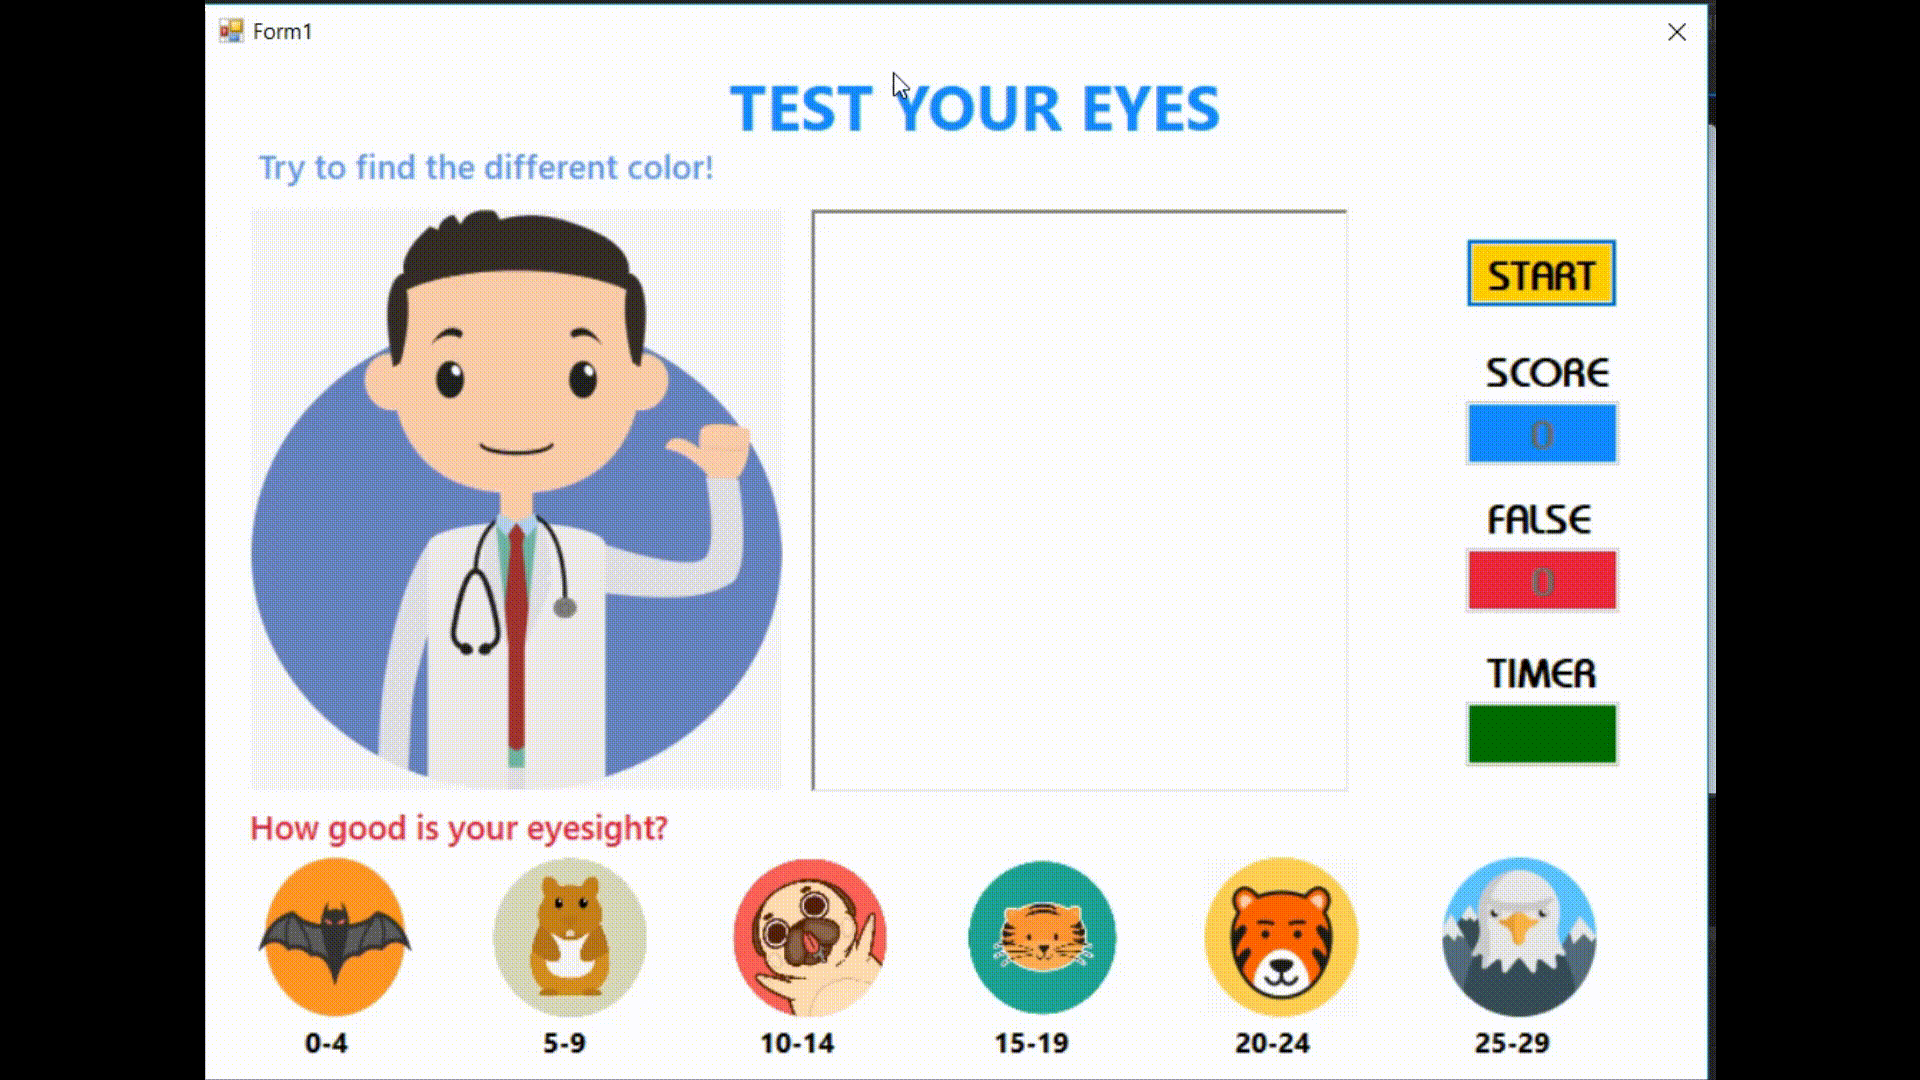 Form1
TEST YOUR EYES
Try to find the different color!
START
SCORE
0
FALSE
0
TIMER
How good is your eyesight?
0-4 5-9 10-14 15-19 20-24 25-29